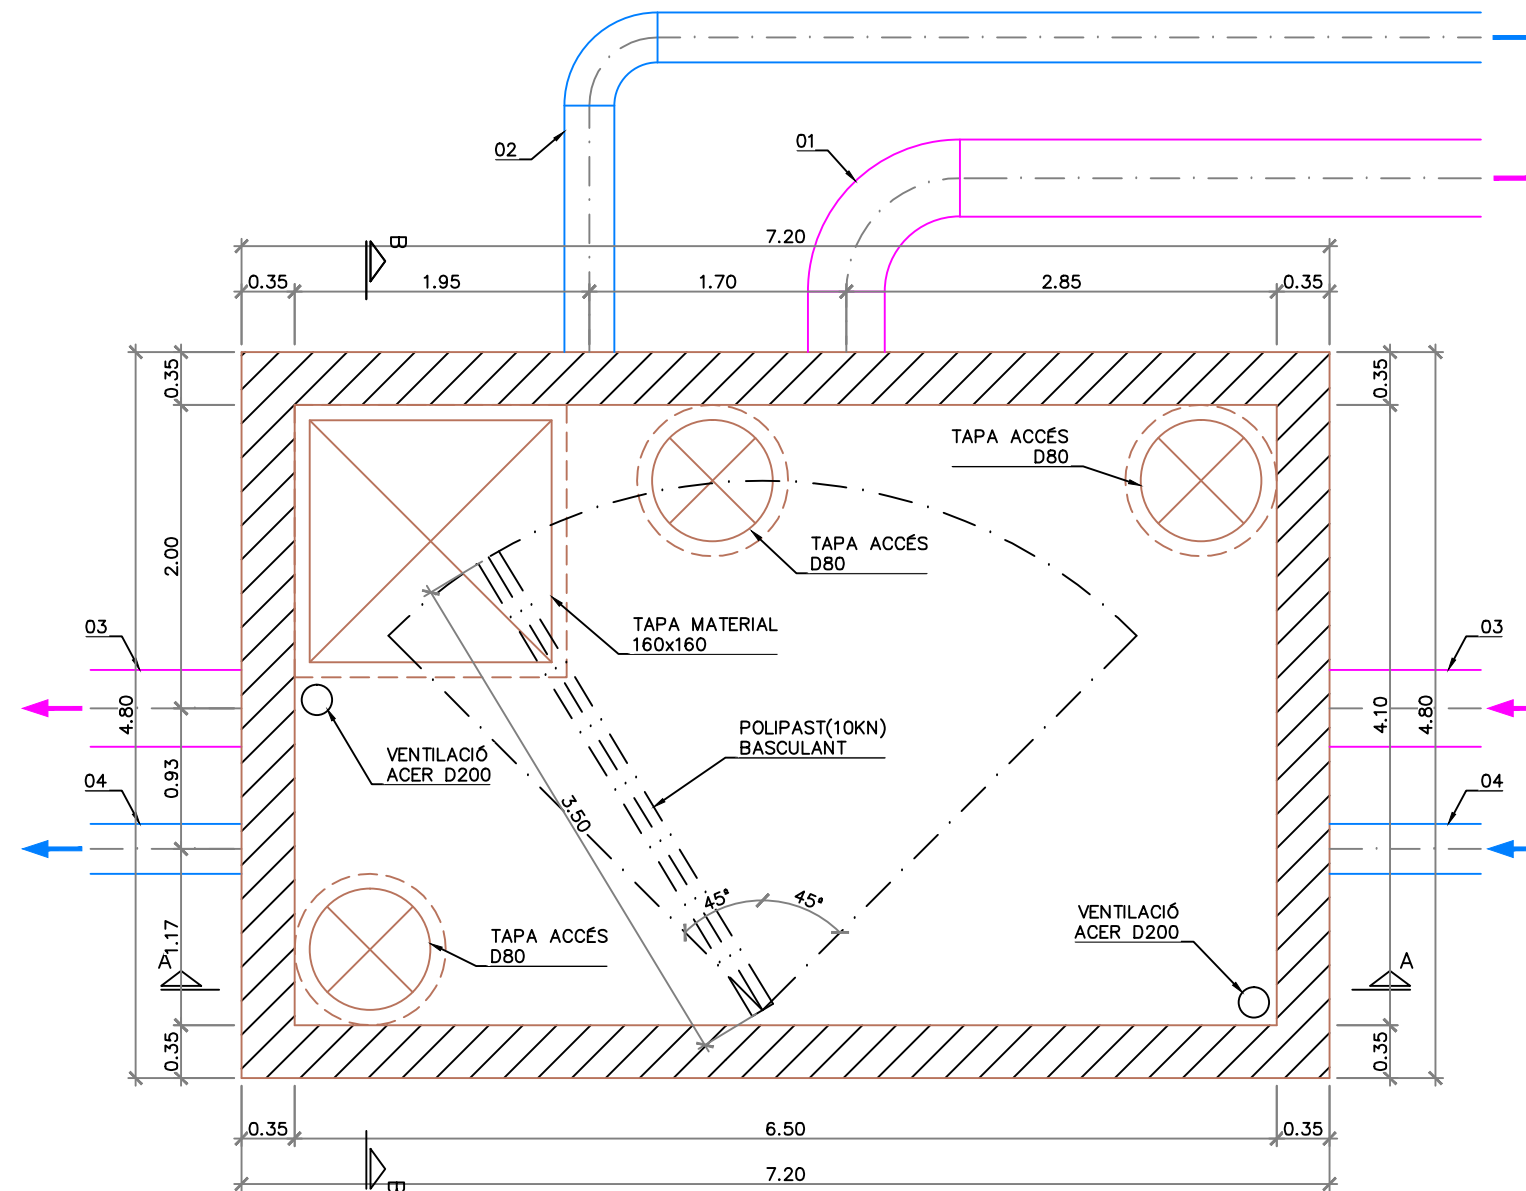 02
01
B
7.20
0.35
1.95
1.70
2.85
0.35
0.35
0.35
TAPA ACCÉS
D80
TAPA ACCÉS
D80
2.00
TAPA MATERIAL
160x160
03
03
4.80
4.10
4.80
POLIPAST(10KN)
BASCULANT
VENTILACIÓ
ACER D200
0.93
04
04
3.50
45º
45º
VENTILACIÓ
ACER D200
TAPA ACCÉS
D80
1.17
A
A
0.35
0.35
0.35
6.50
0.35
7.20
B